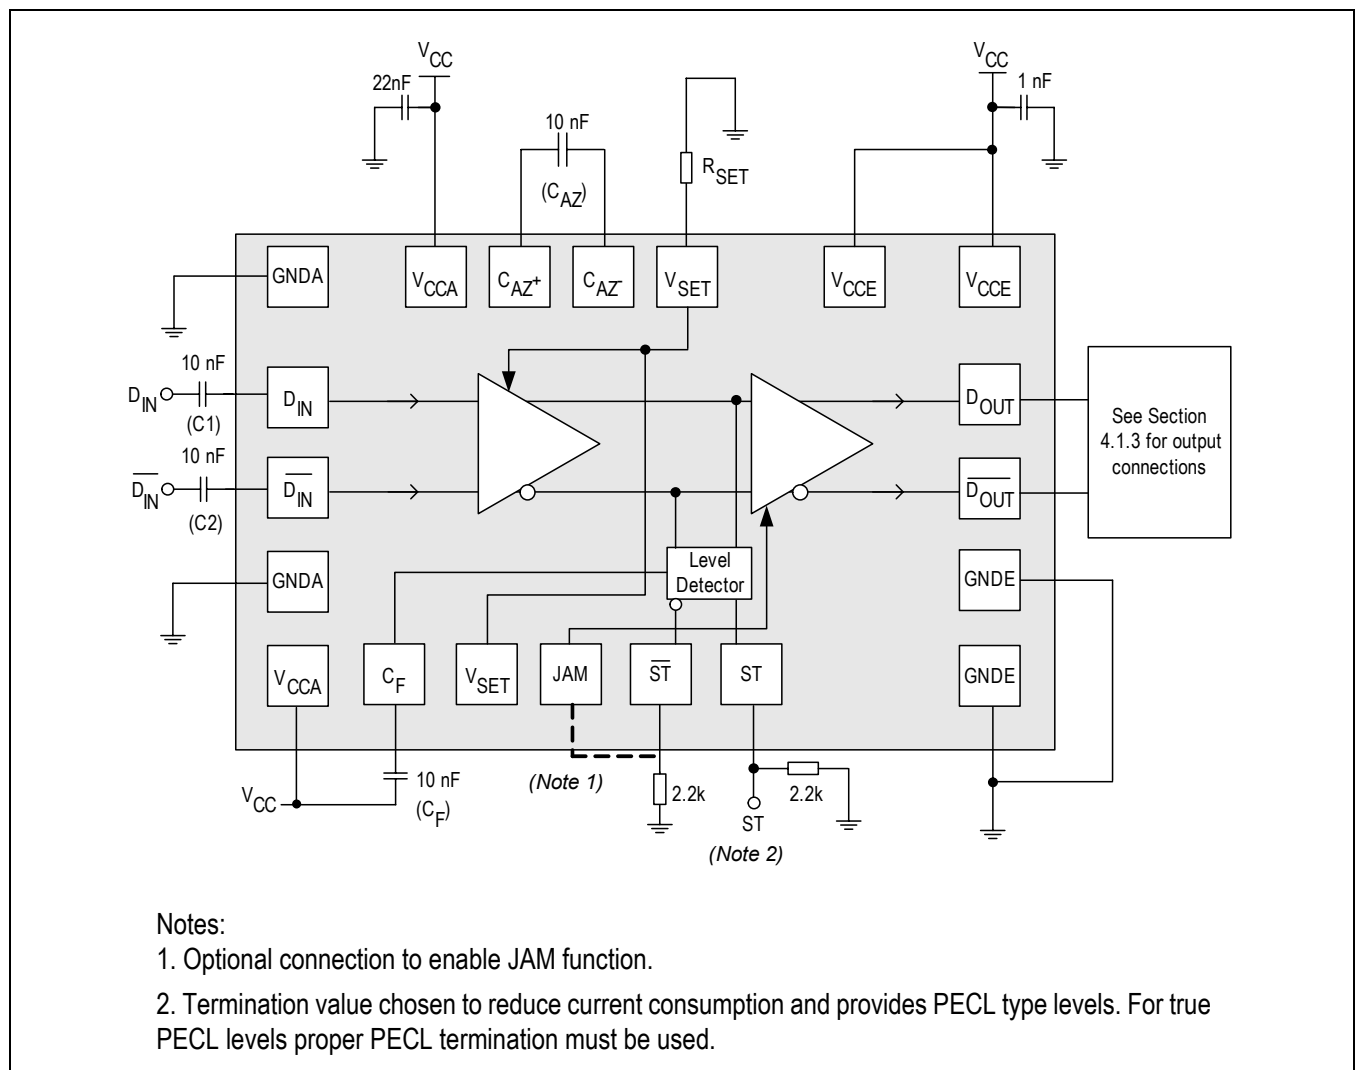 VCC
VCC
22nF
1 nF
10 nF
(CAZ)
RSET
GNDA
VCCA
CAZ+
CAZ-
VSET
VCCE
VCCE
10 nF
DIN
(C1)
DIN
DOUT
See Section
4.1.3 for output
connections
10 nF
DIN
(C2)
DIN
DOUT
Level
Detector
GNDA
GNDE
VCCA
CF
VSET
JAM
ST
ST
GNDE
VCC
10 nF
(CF)
(Note 1)
2.2k
2.2k
ST
(Note 2)
Notes:
1. Optional connection to enable JAM function.
2. Termination value chosen to reduce current consumption and provides PECL type levels. For true
PECL levels proper PECL termination must be used.